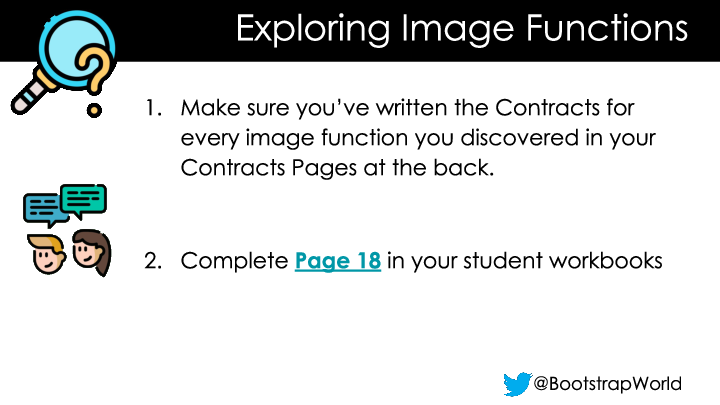 Exploring Image Functions
1. Make sure you've written the Contracts for
every image function you discovered in your
Contracts Pages at the back.
2. Complete Page 18 in your student workbooks
@BootstrapWorld